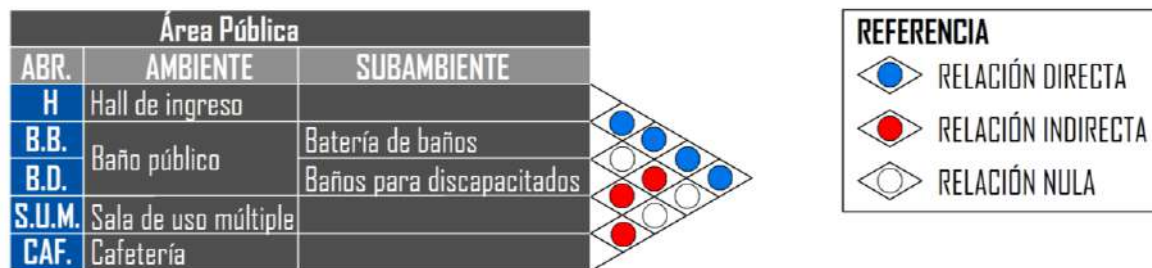 Área Pública
ABR. AMBIENTE SUBAMBIENTE
H Hall de ingreso
B.B. Baño público Batería de baños
B.D. Baños para discapacitados
S.U.M. Sala de uso múltiple
CAF. Cafetería
REFERENCIA
RELACIÓN DIRECTA
RELACIÓN INDIRECTA
RELACIÓN NULA